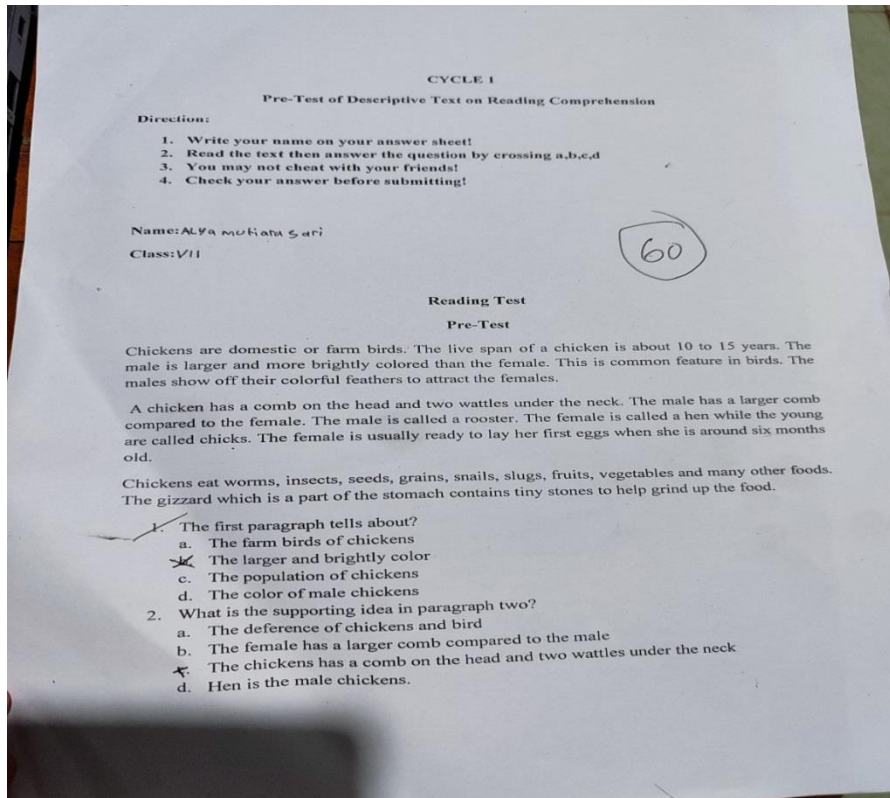 CYCLE 1
Pre-Test of Descriptive Text on Reading Comprehension
Direction:
1. Write your name on your answer sheet!
2. Read the text then answer the question by crossing a,b,c,d
3. You may not cheat with your friends!
4. Check your answer before submitting!
Name: ALYa mutiara sari
Class: VII
60
Reading Test
Pre-Test
Chickens are domestic or farm birds. The live span of a chicken is about 10 to 15 years. The
male is larger and more brightly colored than the female. This is common feature in birds. The
males show off their colorful feathers to attract the females.
A chicken has a comb on the head and two wattles under the neck. The male has a larger comb
compared to the female. The male is called a rooster. The female is called a hen while the young
are called chicks. The female is usually ready to lay her first eggs when she is around six months
old.
Chickens eat worms, insects, seeds, grains, snails, slugs, fruits, vegetables and many other foods.
The gizzard which is a part of the stomach contains tiny stones to help grind up the food.
1. The first paragraph tells about?
a. The farm birds of chickens
b. The larger and brightly color
c. The population of chickens
d. The color of male chickens
2. What is the supporting idea in paragraph two?
a. The deference of chickens and bird
b. The female has a larger comb compared to the male
c. The chickens has a comb on the head and two wattles under the neck
d. Hen is the male chickens.